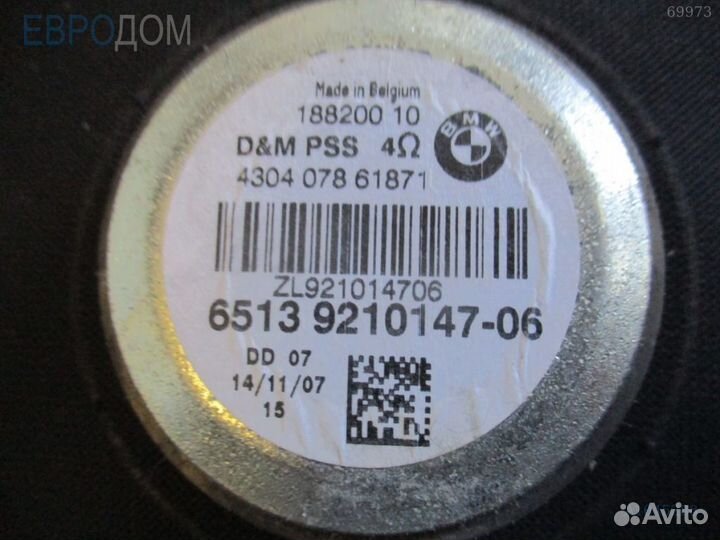 ЕВРОДОМ
69973
Made in Belgium
188200 10
D&M PSS 4Ω
BMW
4304 078 61871
ZL921014706
6513 9210147-06
DD 07
14/11/07
15
Avito